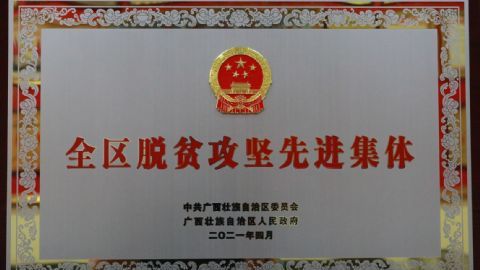 全区脱贫攻坚先进集体
中共广西壮族自治区委员会
广西壮族自治区人民政府
二〇二一年四月